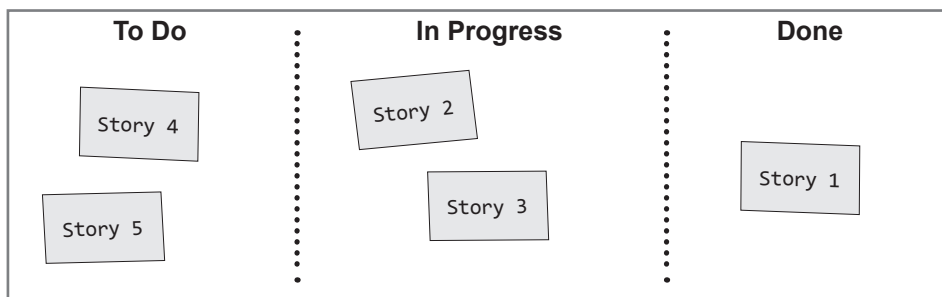 To Do
In Progress
Done
Story 4
Story 5
Story 2
Story 3
Story 1